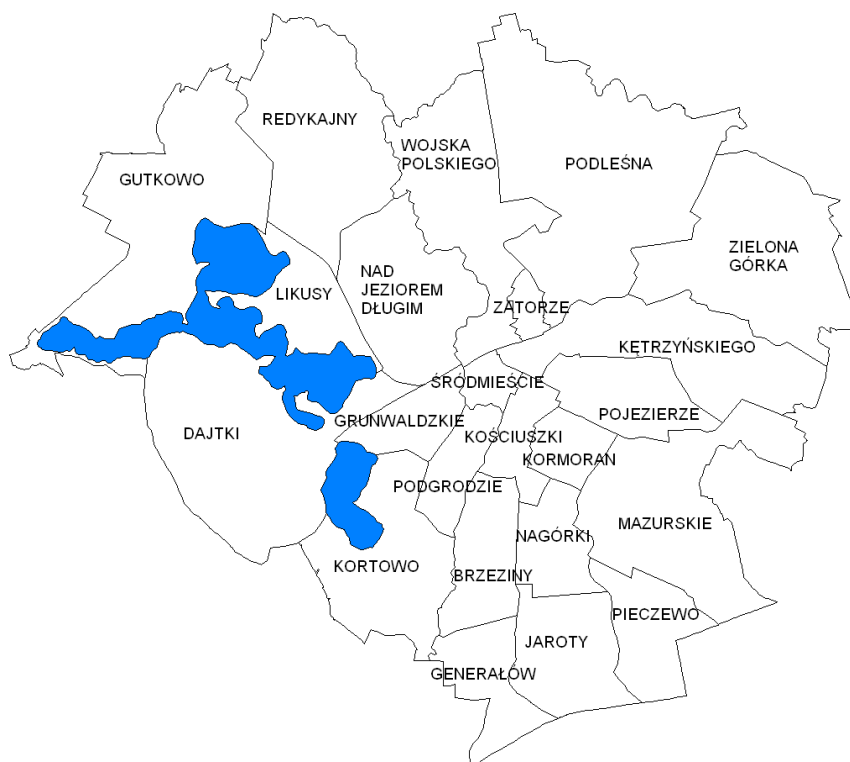 REDYKAJNY
WOJSKA
POLSKIEGO
PODLEŚNA
GUTKOWO
ZIELONA
GÓRKA
NAD
JEZIOREM
DŁUGIM
LIKUSY
ZATORZE
KĘTRZYŃSKIEGO
ŚRÓDMIEŚCIE
POJEZIERZE
GRUNWALDZKIE
DAJTKI
KOŚCIUSZKI
KORMORAN
PODGRODZIE
MAZURSKIE
NAGÓRKI
KORTOWO
BRZEZINY
PIECZEWO
JAROTY
GENERAŁÓW